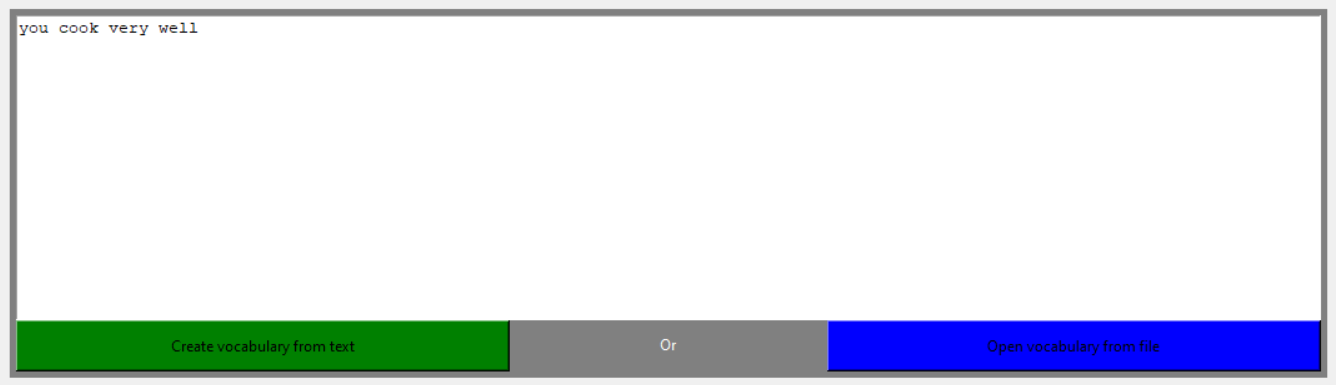 you cook very well
Create vocabulary from text
Or
Open vocabulary from file